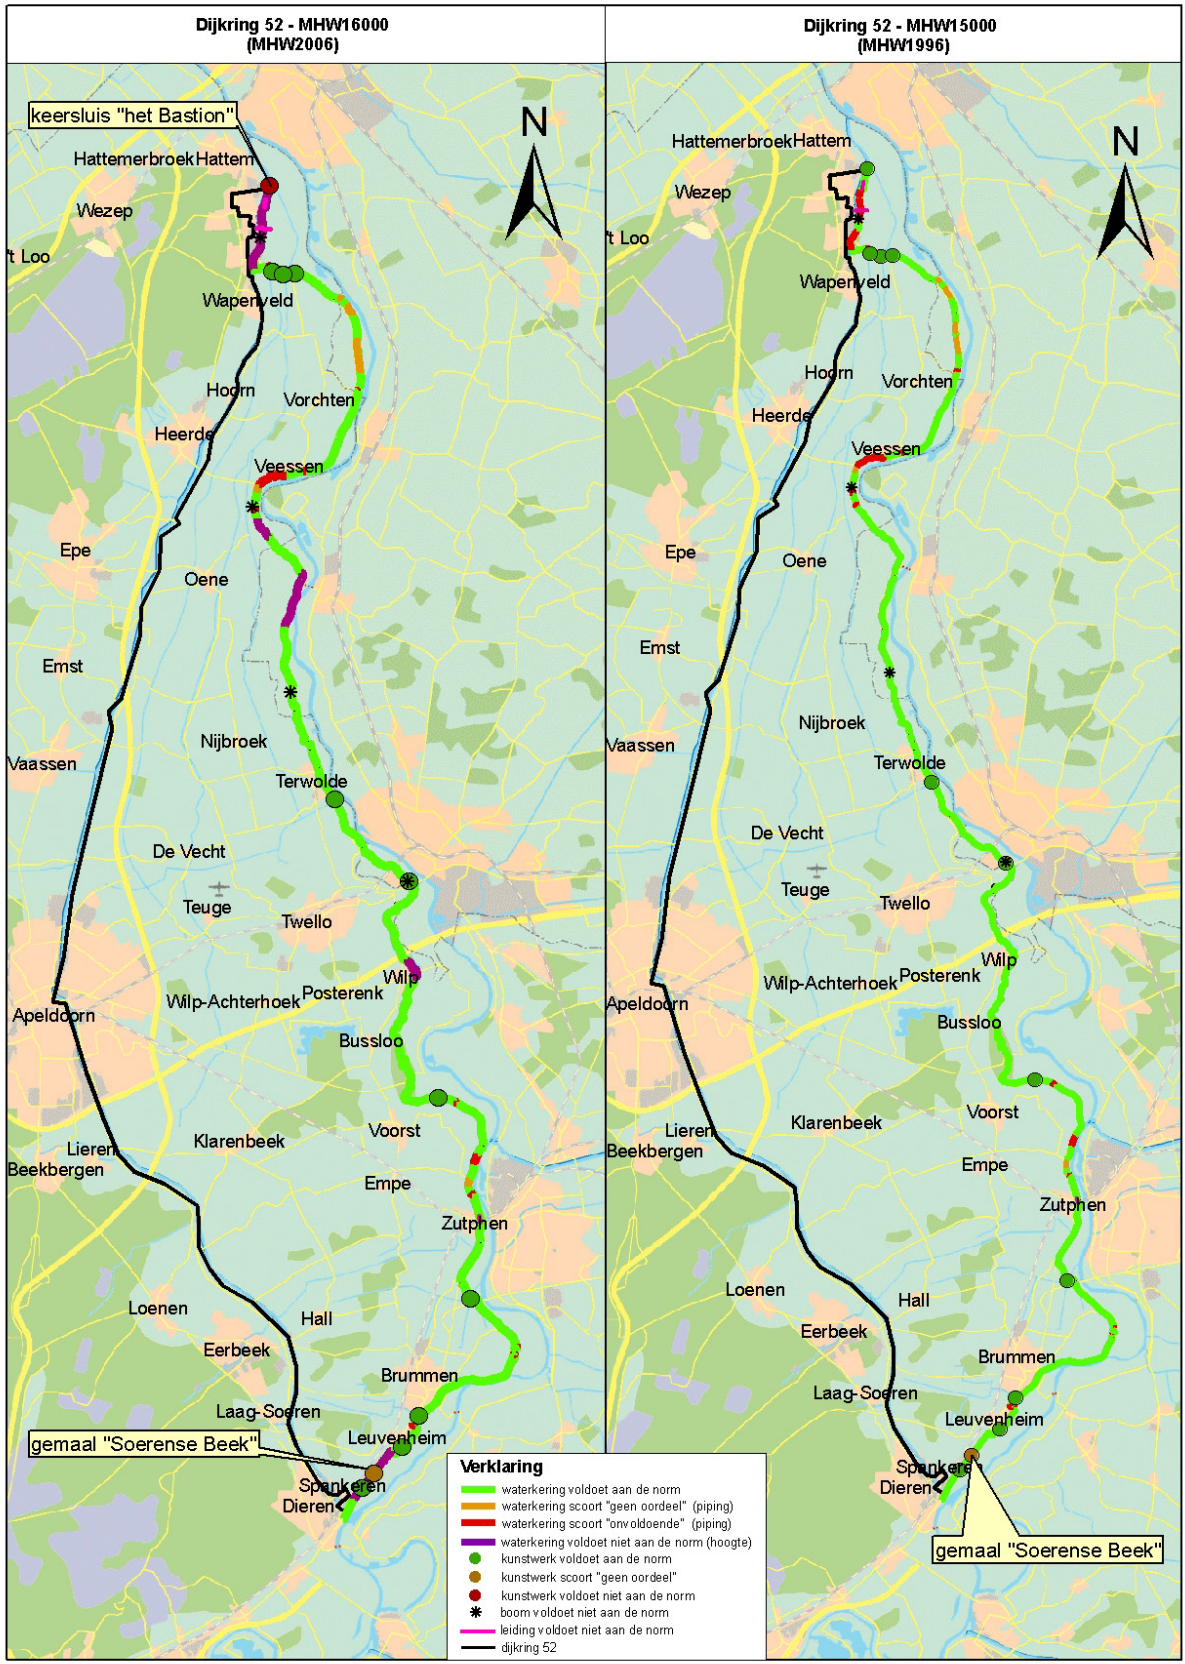 Dijkring 52 - MHW16000
(MHW2006)
keersluis "het Bastion"
N
Hattemerbroek Hattem
Wezep
't Loo
Wapenveld
Hoorn
Vorchten
Heerde
Veessen
Epe
Oene
Emst
Nijbroek
Vaassen
Terwolde
De Vecht
Teuge
Twello
Wilp
Wilp-Achterhoek Posterenk
Apeldoorn
Bussloo
Voorst
Klarenbeek
Lieren
Beekbergen
Empe
Zutphen
Loenen
Hall
Eerbeek
Brummen
Laag-Soeren
Leuvenheim
gemaal "Soerense Beek"
Spankeren
Dieren
Dijkring 52 - MHW15000
(MHW1996)
N
Hattemerbroek Hattem
Wezep
't Loo
Wapenveld
Hoorn
Vorchten
Heerde
Veessen
Epe
Oene
Emst
Nijbroek
Vaassen
Terwolde
De Vecht
Teuge
Twello
Wilp
Wilp-Achterhoek Posterenk
Apeldoorn
Bussloo
Voorst
Klarenbeek
Lieren
Beekbergen
Empe
Zutphen
Loenen
Hall
Eerbeek
Brummen
Laag-Soeren
Leuvenheim
Spankeren
Dieren
gemaal "Soerense Beek"
Verklaring
waterkering voldoet aan de norm
waterkering scoort "geen oordeel" (piping)
waterkering scoort "onvoldoende" (piping)
waterkering voldoet niet aan de norm (hoogte)
kunstwerk voldoet aan de norm
kunstwerk scoort "geen oordeel"
kunstwerk voldoet niet aan de norm
boom voldoet niet aan de norm
leiding voldoet niet aan de norm
dijkring 52